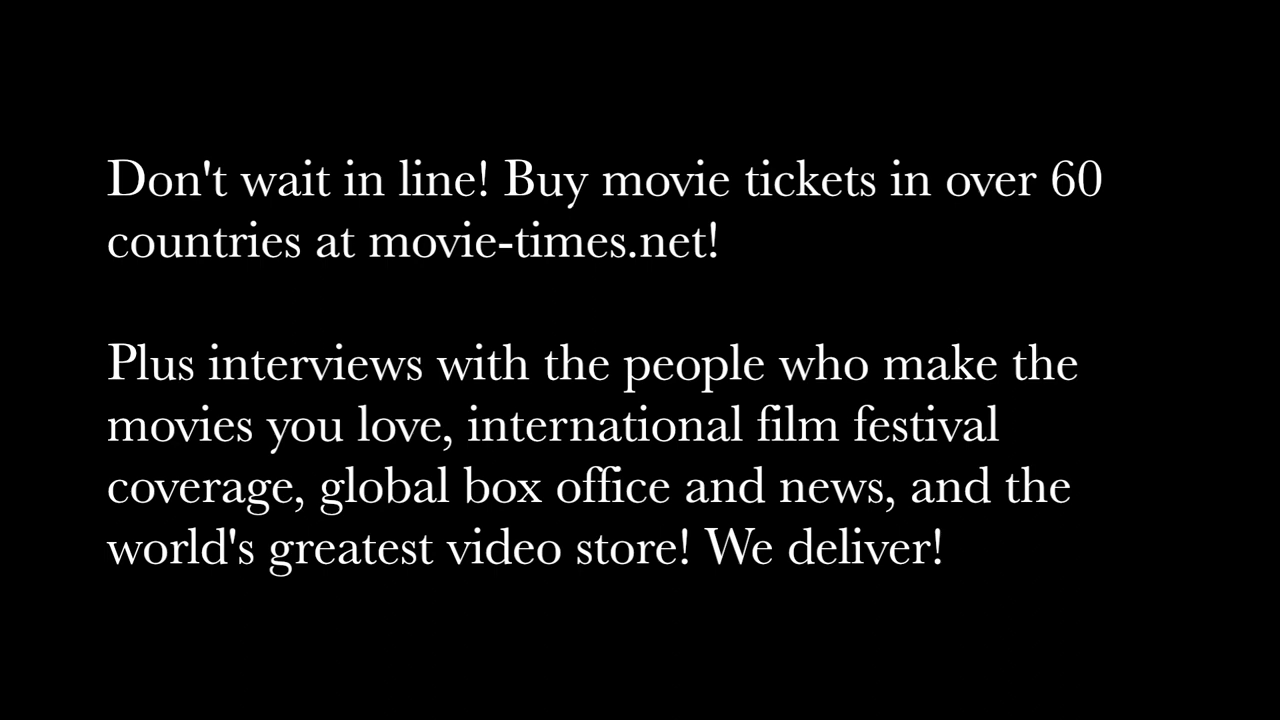 Don't wait in line! Buy movie tickets in over 60
countries at movie-times.net!
Plus interviews with the people who make the
movies you love, international film festival
coverage, global box office and news, and the
world's greatest video store! We deliver!